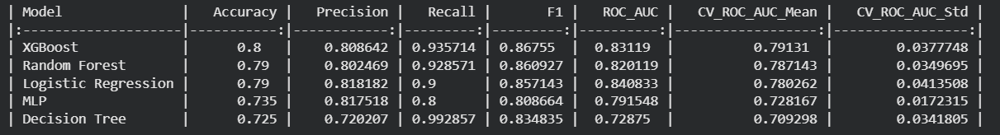 | Model               |   Accuracy |   Precision |   Recall |       F1 |   ROC_AUC |   CV_ROC_AUC_Mean |   CV_ROC_AUC_Std |
|:--------------------|-----------:|------------:|---------:|---------:|----------:|------------------:|-----------------:|
| XGBoost             |      0.8   |    0.808642 | 0.935714 | 0.86755  |  0.83119  |          0.79131  |        0.0377748 |
| Random Forest       |      0.79  |    0.802469 | 0.928571 | 0.860927 |  0.820119 |          0.787143 |        0.0349695 |
| Logistic Regression |      0.79  |    0.818182 | 0.9      | 0.857143 |  0.840833 |          0.780262 |        0.0413508 |
| MLP                 |      0.735 |    0.817518 | 0.8      | 0.808664 |  0.791548 |          0.728167 |        0.0172315 |
| Decision Tree       |      0.725 |    0.720207 | 0.992857 | 0.834835 |  0.72875  |          0.709298 |        0.0341805 |